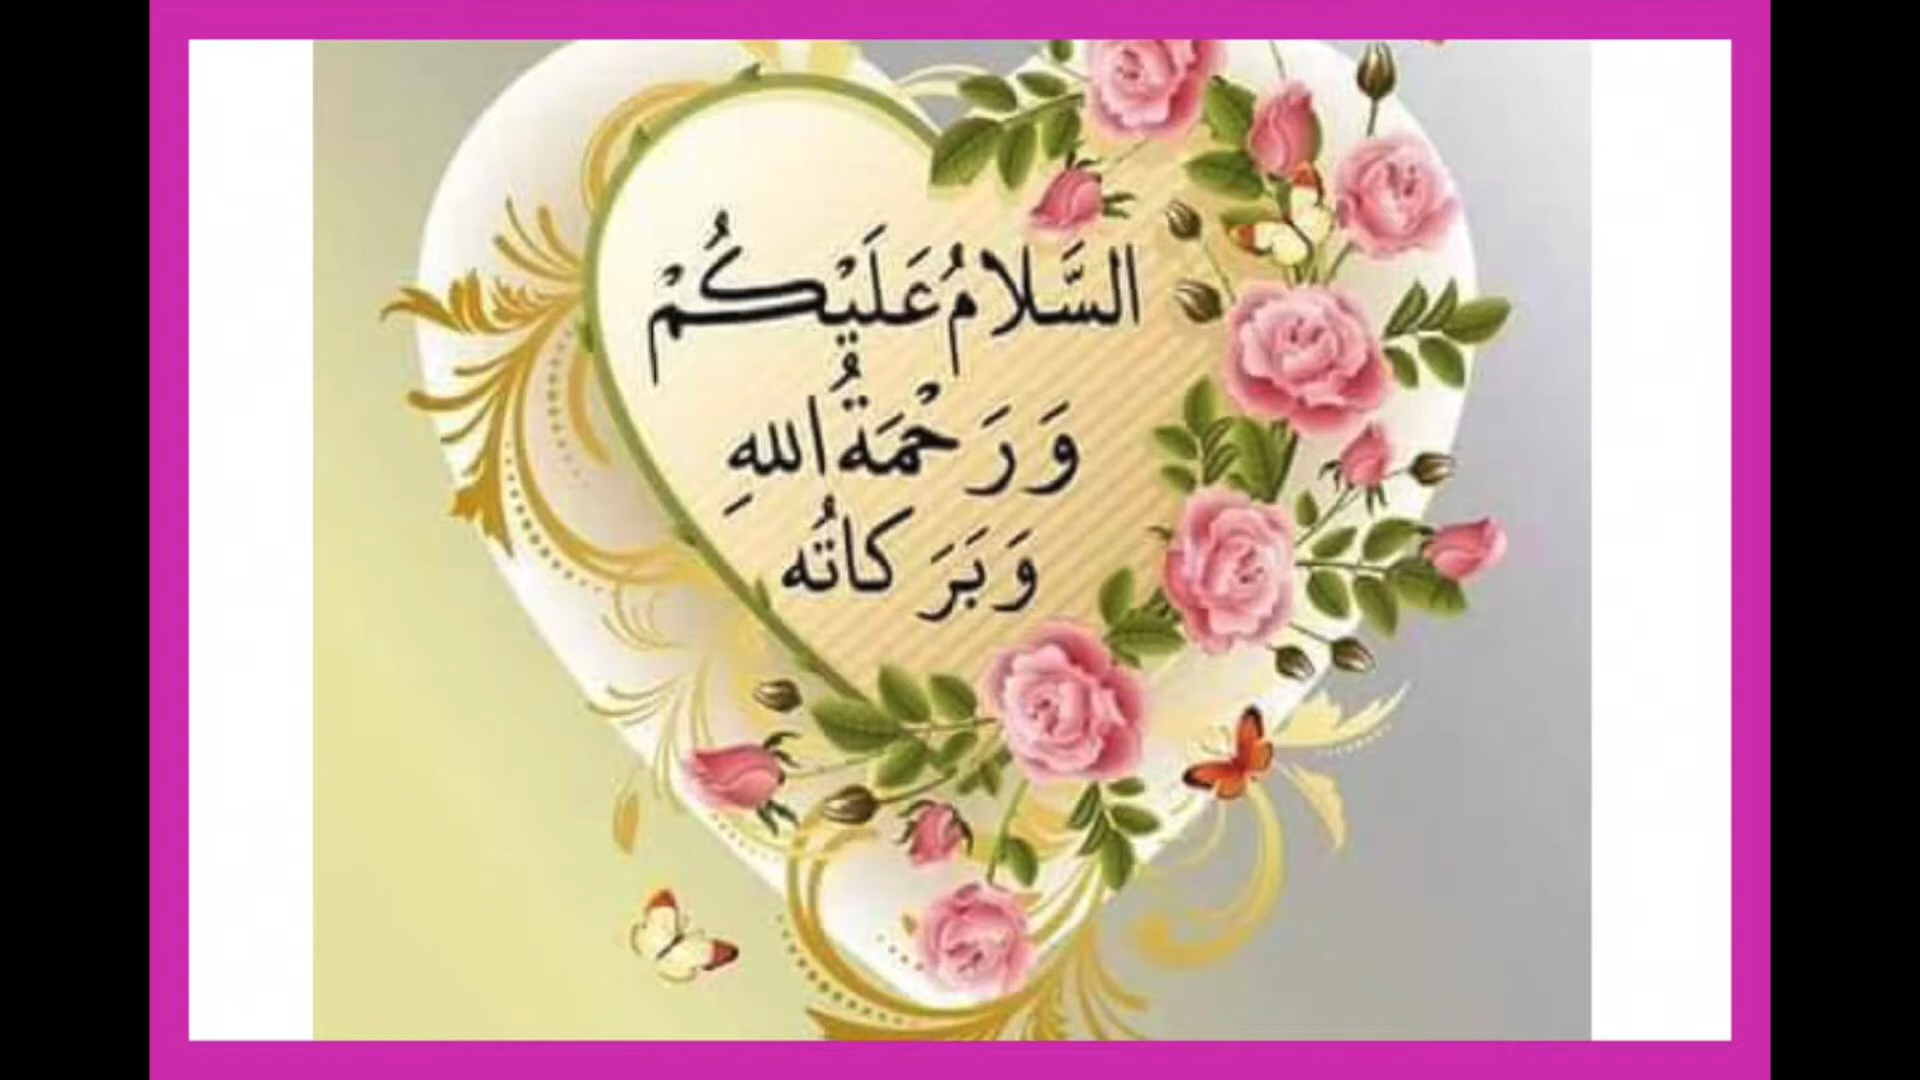 السَّلامُ عَلَيْكُمْ
وَرَحْمَةُ اللهِ
وَبَرَكاتُه